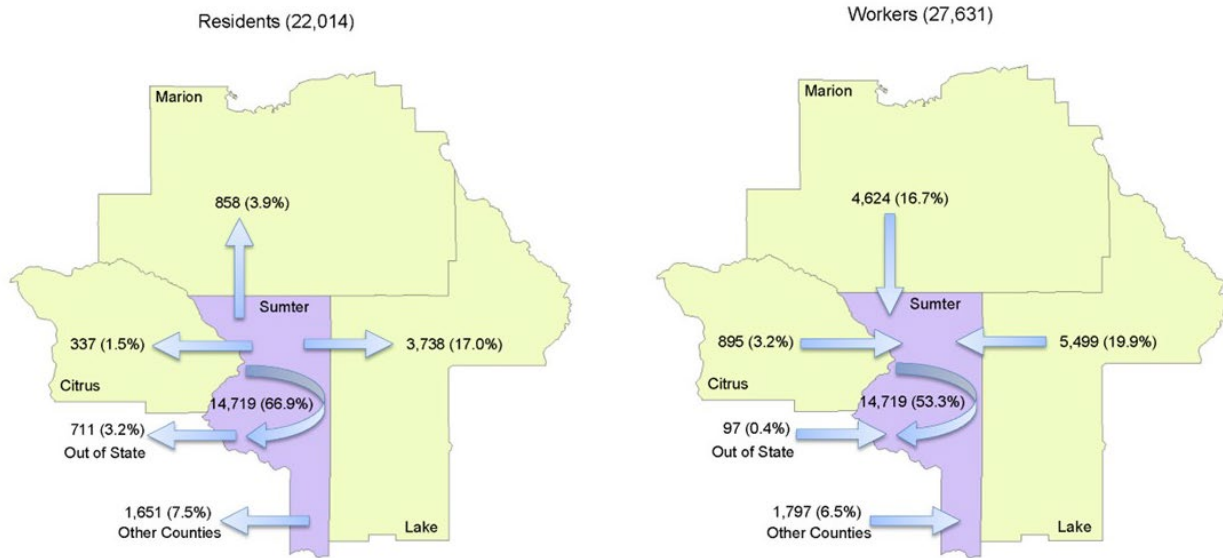 Residents (22,014)
Marion
858 (3.9%)
Sumter
337 (1.5%)
3,738 (17.0%)
Citrus
14,719 (66.9%)
711 (3.2%)
Out of State
1,651 (7.5%)
Other Counties
Lake
Workers (27,631)
Marion
4,624 (16.7%)
Sumter
895 (3.2%)
5,499 (19.9%)
Citrus
14,719 (53.3%)
97 (0.4%)
Out of State
1,797 (6.5%)
Other Counties
Lake